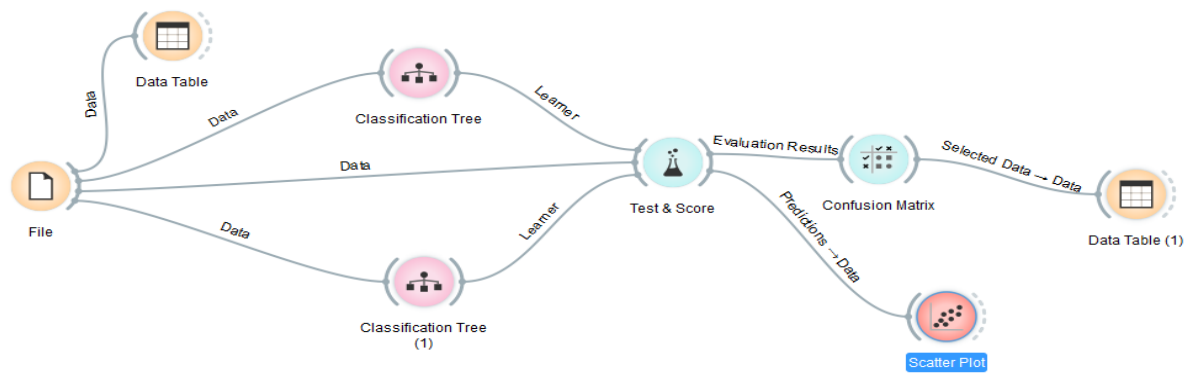 Data Table
Data
Data
Classification Tree
Learner
Data
File
Data
Learner
Classification Tree
(1)
Test & Score
Evaluation Results
Confusion Matrix
Selected Data → Data
Data Table (1)
Predictions → Data
Scatter Plot